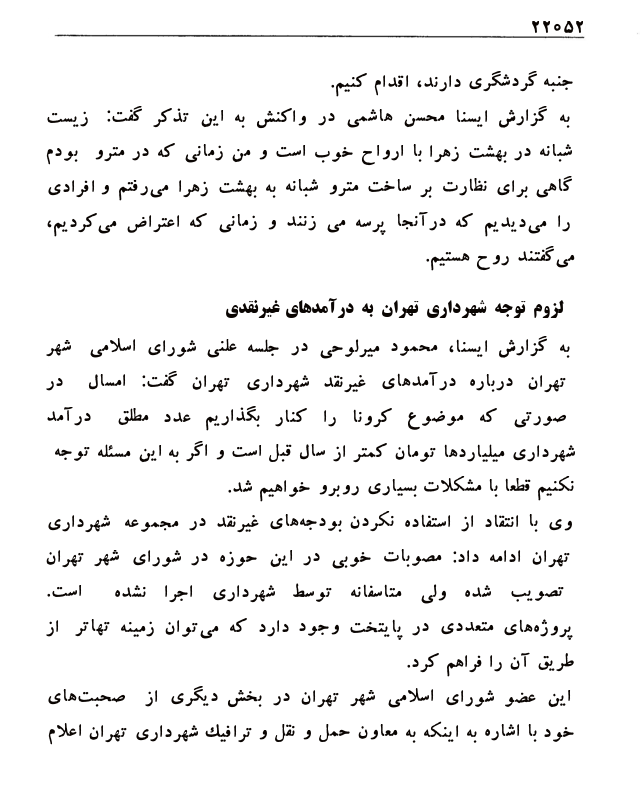 ۲۲۰۵۲
جنبه گردشگری دارند، اقدام کنیم.
به گزارش ایسنا محسن هاشمی در واکنش به این تذکر گفت: زیست
شبانه در بهشت زهرا با ارواح خوب است و من زمانی که در مترو بودم
گاهی برای نظارت بر ساخت مترو شبانه به بهشت زهرا می‌رفتم و افرادی
را می‌دیدیم که درآنجا پرسه می زنند و زمانی که اعتراض می‌کردیم،
می‌گفتند روح هستیم.
لزوم توجه شهرداری تهران به درآمدهای غیرنقدی
به گزارش ایسنا، محمود میرلوحی در جلسه علنی شورای اسلامی شهر
تهران درباره درآمدهای غیرنقد شهرداری تهران گفت: امسال در
صورتی که موضوع کرونا را کنار بگذاریم عدد مطلق درآمد
شهرداری میلیاردها تومان کمتر از سال قبل است و اگر به این مسئله توجه
نکنیم قطعا با مشکلات بسیاری روبرو خواهیم شد.
وی با انتقاد از استفاده نکردن بودجه‌های غیرنقد در مجموعه شهرداری
تهران ادامه داد: مصوبات خوبی در این حوزه در شورای شهر تهران
تصویب شده ولی متاسفانه توسط شهرداری اجرا نشده است.
پروژه‌های متعددی در پایتخت وجود دارد که می‌توان زمینه تهاتر از
طریق آن را فراهم کرد.
این عضو شورای اسلامی شهر تهران در بخش دیگری از صحبت‌های
خود با اشاره به اینکه به معاون حمل و نقل و ترافیك شهرداری تهران اعلام